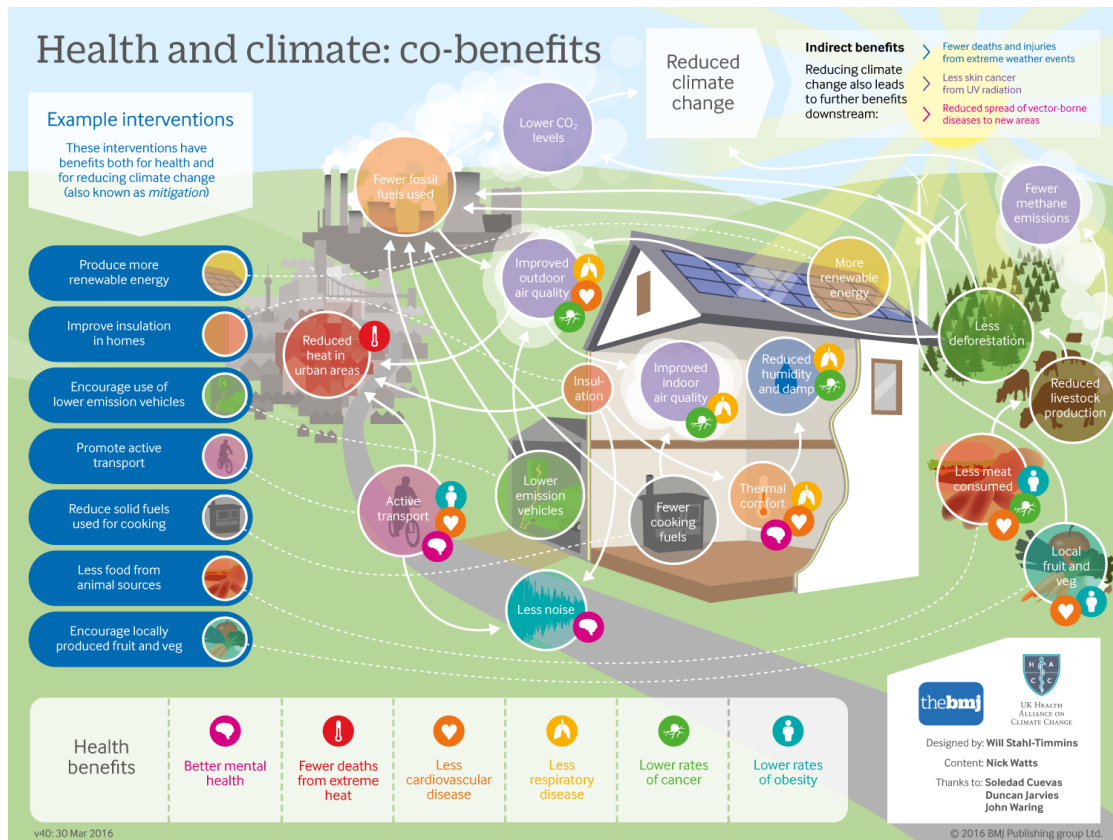 Health and climate: co-benefits
Reduced
climate
change
Indirect benefits
Reducing climate
change also leads
to further benefits
downstream:
Fewer deaths and injuries
from extreme weather events
Less skin cancer
from UV radiation
Reduced spread of vector-borne
diseases to new areas
Example interventions
These interventions have
benefits both for health and
for reducing climate change
(also known as mitigation)
Produce more
renewable energy
Improve insulation
in homes
Encourage use of
lower emission vehicles
Promote active
transport
Reduce solid fuels
used for cooking
Less food from
animal sources
Encourage locally
produced fruit and veg
Lower CO₂
levels
Fewer fossil
fuels used
Fewer
methane
emissions
Improved
outdoor
air quality
More
renewable
energy
Reduced
heat in
urban areas
Less
deforestation
Insul-
ation
Improved
indoor
air quality
Reduced
humidity
and damp
Reduced
livestock
production
Active
transport
Lower
emission
vehicles
Fewer
cooking
fuels
Thermal
comfort
Less meat
consumed
Local
fruit and
veg
Less noise
Health
benefits
Better mental
health
Fewer deaths
from extreme
heat
Less
cardiovascular
disease
Less
respiratory
disease
Lower rates
of cancer
Lower rates
of obesity
thebmj
H A
C C
UK HEALTH
ALLIANCE ON
CLIMATE CHANGE
Designed by: Will Stahl-Timmins
Content: Nick Watts
Thanks to: Soledad Cuevas
Duncan Jarvies
John Waring
v40: 30 Mar 2016
© 2016 BMJ Publishing group Ltd.